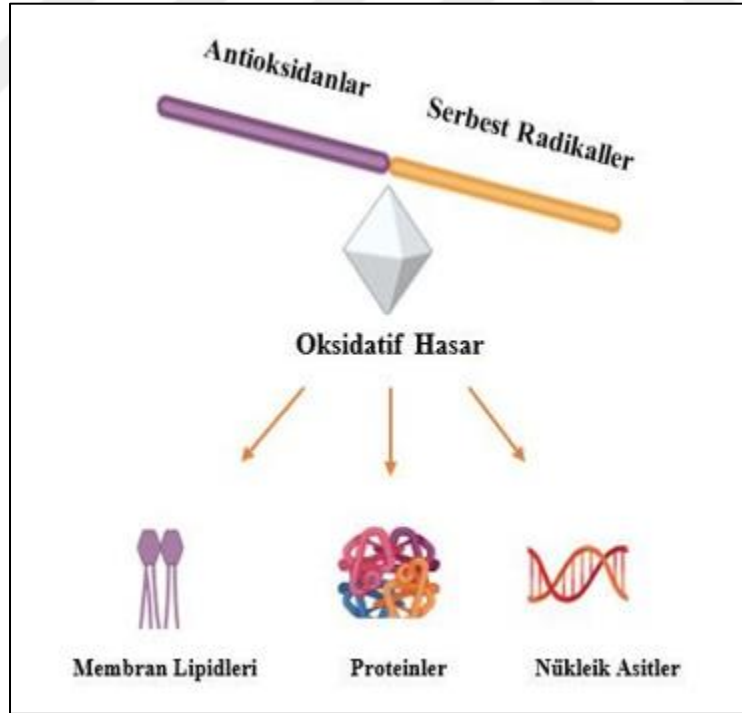 Antioksidanlar
Serbest Radikaller
Oksidatif Hasar
Membran Lipidleri
Proteinler
Nükleik Asitler